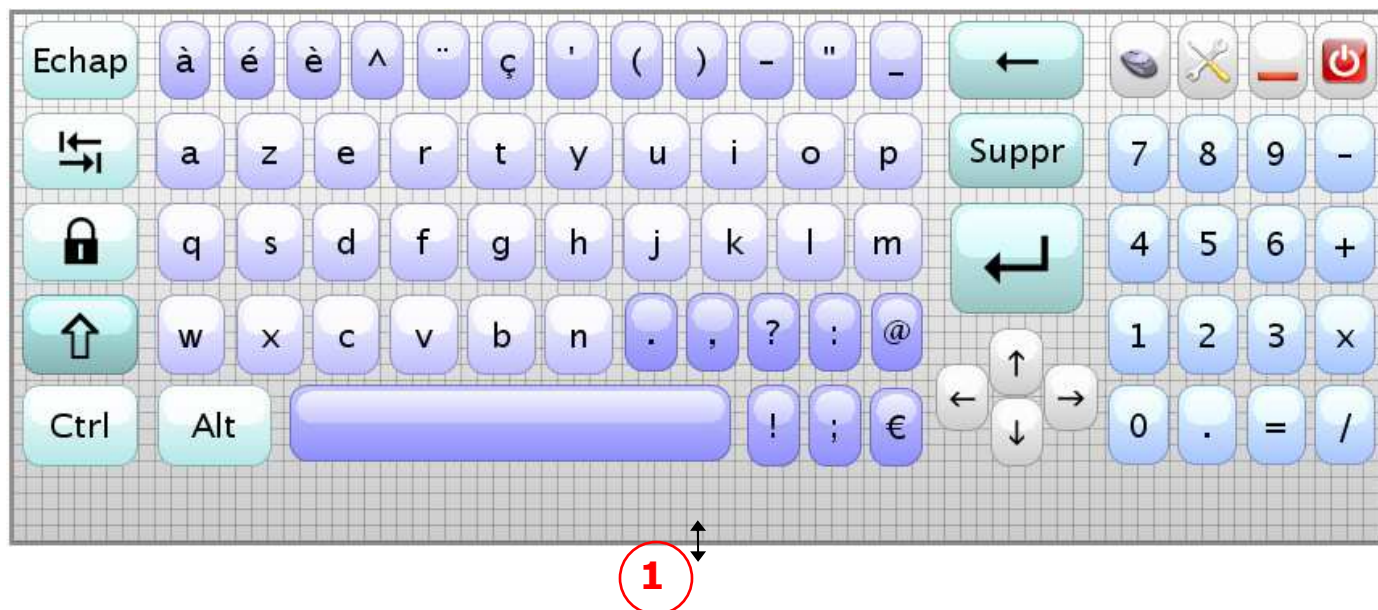 Echap à é è ^ ¨ ç ' ( ) - " _ ←
a z e r t y u i o p Suppr 7 8 9 -
q s d f g h j k l m 4 5 6 +
w x c v b n . , ? : @ ↑ 1 2 3 x
Ctrl Alt ! ; € ← ↓ → 0 . = /
1